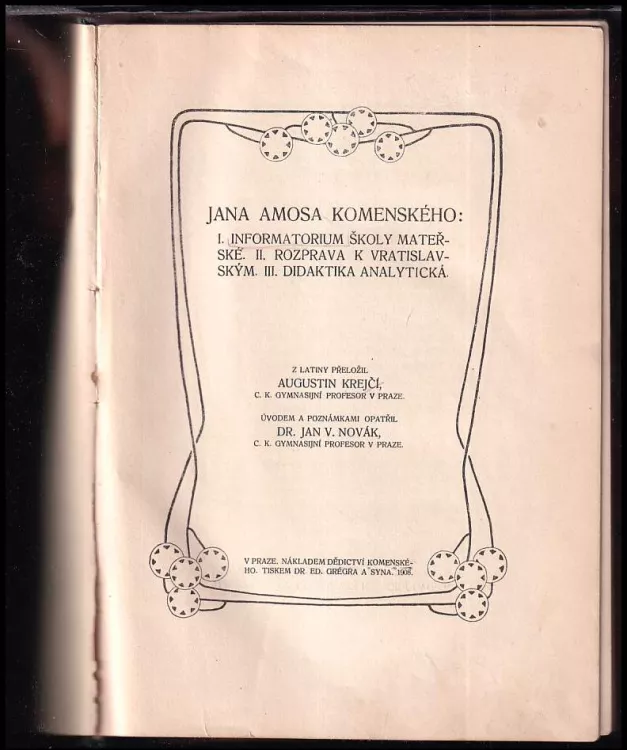 JANA AMOSA KOMENSKÉHO:
I. INFORMATORIUM ŠKOLY MATEŘ-
SKÉ. II. ROZPRAVA K VRATISLAV-
SKÝM. III. DIDAKTIKA ANALYTICKÁ.
Z LATINY PŘELOŽIL
AUGUSTIN KREJČÍ,
C. K. GYMNASIJNÍ PROFESOR V PRAZE.
ÚVODEM A POZNÁMKAMI OPATŘIL
DR. JAN V. NOVÁK,
C. K. GYMNASIJNÍ PROFESOR V PRAZE.
V PRAZE. NÁKLADEM DĚDICTVÍ KOMENSKÉ-
HO. TISKEM DR. ED. GRÉGRA A SYNA. 1908.